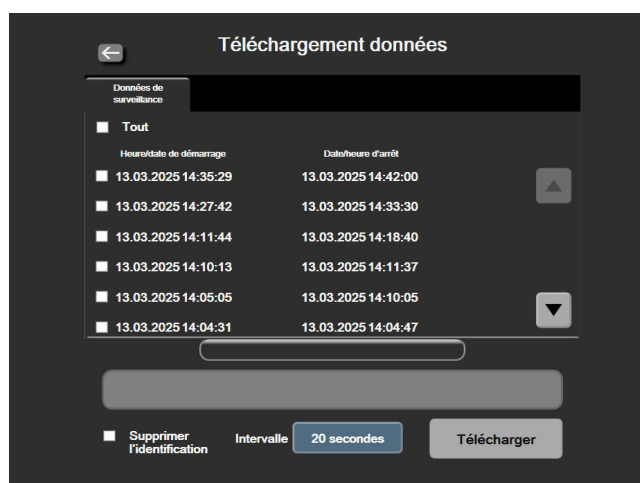 Téléchargement données
Données de
surveillance
Tout
Heure/date de démarrage Date/heure d'arrêt
13.03.2025 14:35:29 13.03.2025 14:42:00
13.03.2025 14:27:42 13.03.2025 14:33:30
13.03.2025 14:11:44 13.03.2025 14:18:40
13.03.2025 14:10:13 13.03.2025 14:11:37
13.03.2025 14:05:05 13.03.2025 14:10:05
13.03.2025 14:04:31 13.03.2025 14:04:47
Supprimer
l'identification
Intervalle 20 secondes Télécharger